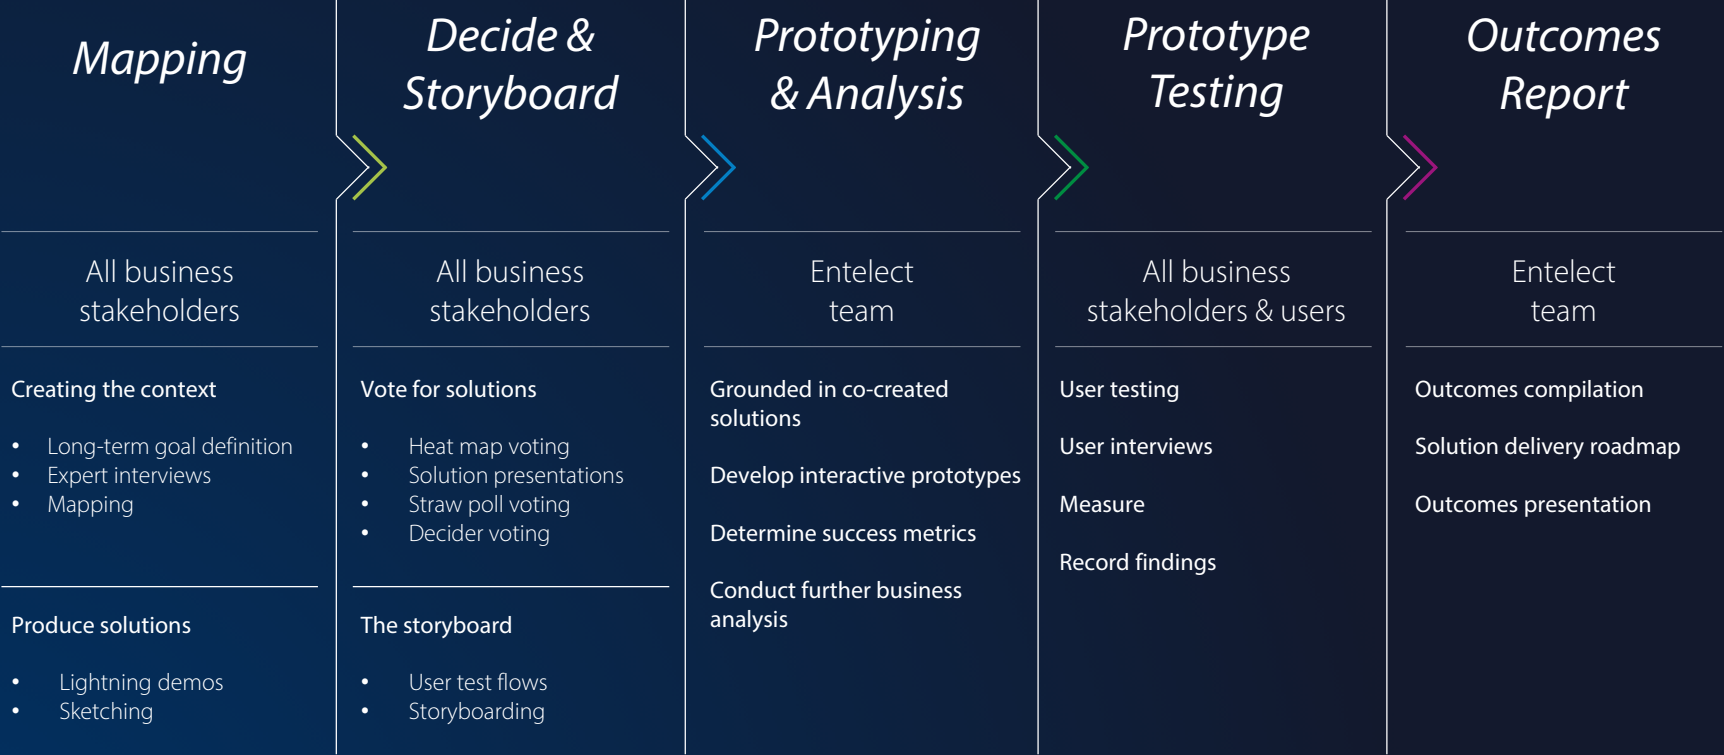 Mapping
All business
stakeholders
Creating the context
• Long-term goal definition
• Expert interviews
• Mapping
Produce solutions
• Lightning demos
• Sketching
Decide &
Storyboard
All business
stakeholders
Vote for solutions
• Heat map voting
• Solution presentations
• Straw poll voting
• Decider voting
The storyboard
• User test flows
• Storyboarding
Prototyping
& Analysis
Entelect
team
Grounded in co-created
solutions
Develop interactive prototypes
Determine success metrics
Conduct further business
analysis
Prototype
Testing
All business
stakeholders & users
User testing
User interviews
Measure
Record findings
Outcomes
Report
Entelect
team
Outcomes compilation
Solution delivery roadmap
Outcomes presentation